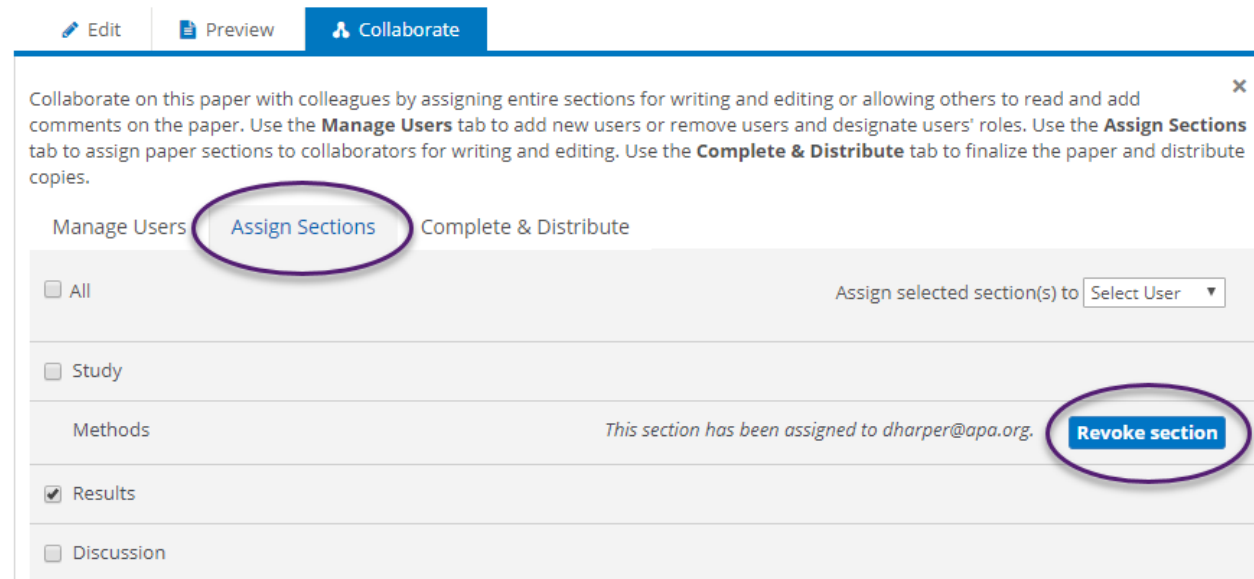 Edit Preview Collaborate
Collaborate on this paper with colleagues by assigning entire sections for writing and editing or allowing others to read and add
comments on the paper. Use the Manage Users tab to add new users or remove users and designate users' roles. Use the Assign Sections
tab to assign paper sections to collaborators for writing and editing. Use the Complete & Distribute tab to finalize the paper and distribute
copies.
Manage Users Assign Sections Complete & Distribute
All Assign selected section(s) to Select User
Study
Methods This section has been assigned to dharper@apa.org. Revoke section
Results
Discussion